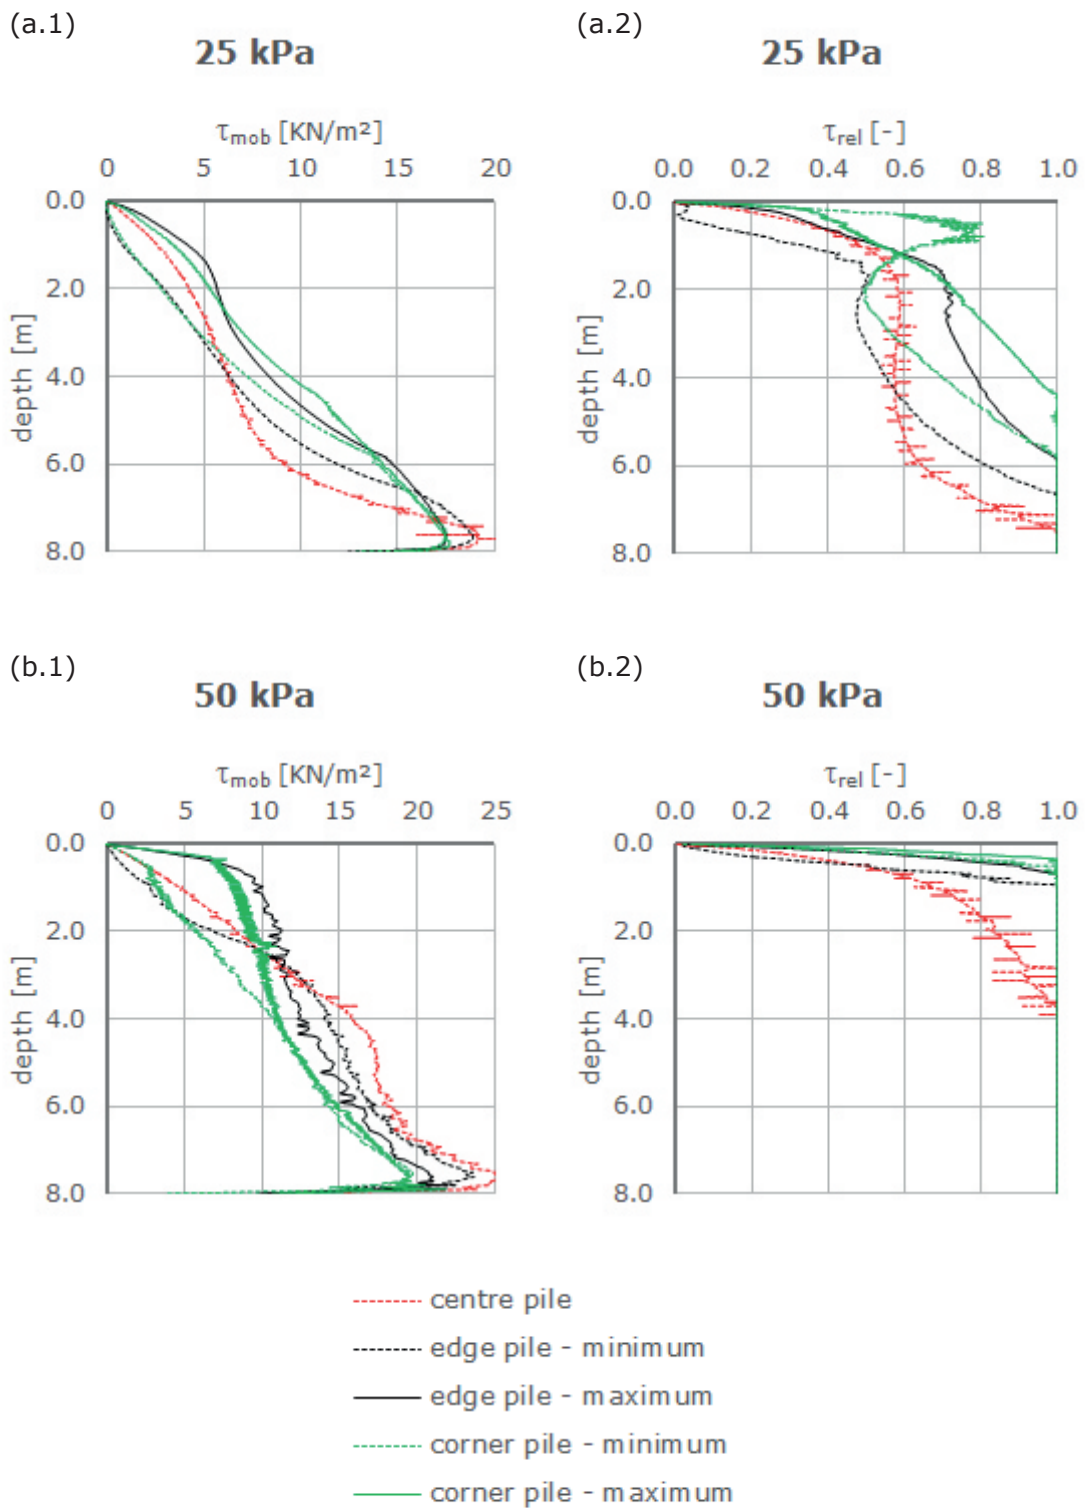 (a.1)
25 kPa
τmob [KN/m²]
0 5 10 15 20
0.0
2.0
4.0
6.0
8.0
depth [m]
(a.2)
25 kPa
τrel [-]
0.0 0.2 0.4 0.6 0.8 1.0
0.0
2.0
4.0
6.0
8.0
depth [m]
(b.1)
50 kPa
τmob [KN/m²]
0 5 10 15 20 25
0.0
2.0
4.0
6.0
8.0
depth [m]
(b.2)
50 kPa
τrel [-]
0.0 0.2 0.4 0.6 0.8 1.0
0.0
2.0
4.0
6.0
8.0
depth [m]
centre pile
edge pile - minimum
edge pile - maximum
corner pile - minimum
corner pile - maximum